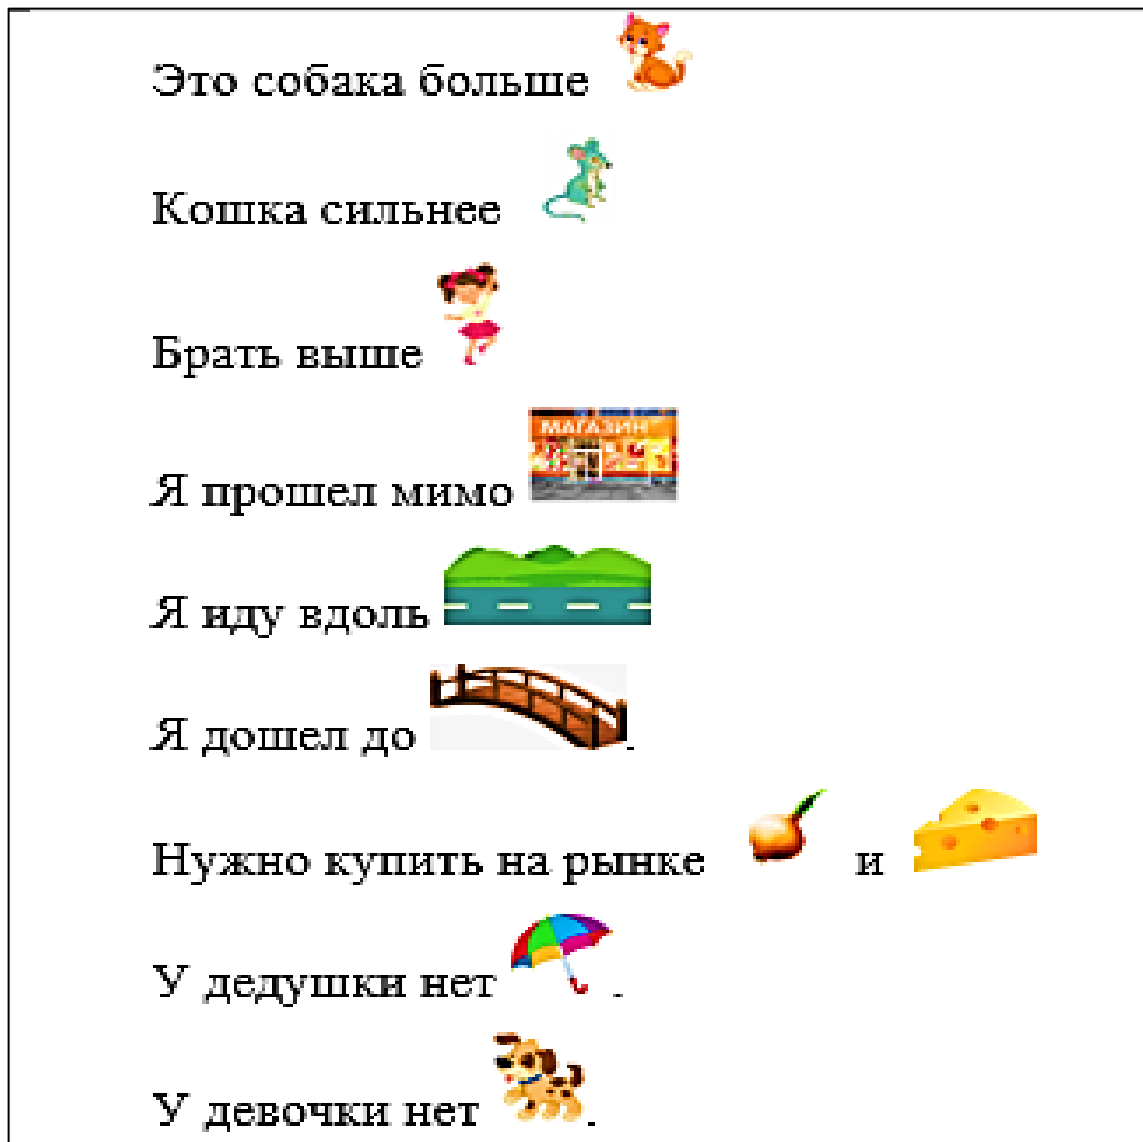 Это собака больше
Кошка сильнее
Брать выше
МАГАЗИН
Я прошел мимо
Я иду вдоль
Я дошел до .
Нужно купить на рынке и
У дедушки нет .
У девочки нет .